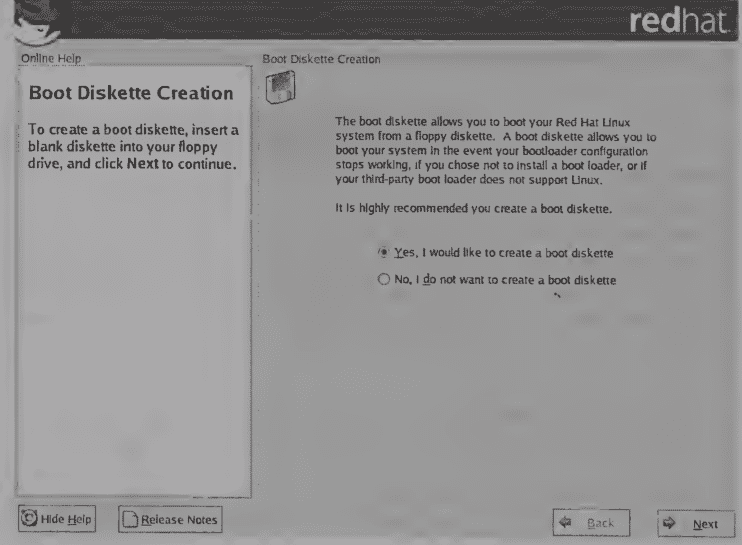 redhat.
Online Help
Boot Diskette Creation
To create a boot diskette, insert a
blank diskette into your floppy
drive, and click Next to continue.
Boot Diskette Creation
The boot diskette allows you to boot your Red Hat Linux
system from a floppy diskette. A boot diskette allows you to
boot your system in the event your bootloader configuration
stops working, if you chose not to install a boot loader, or if
your third-party boot loader does not support Linux.
It is highly recommended you create a boot diskette.
Yes, I would like to create a boot diskette
No, I do not want to create a boot diskette
Hide Help
Release Notes
Back
Next